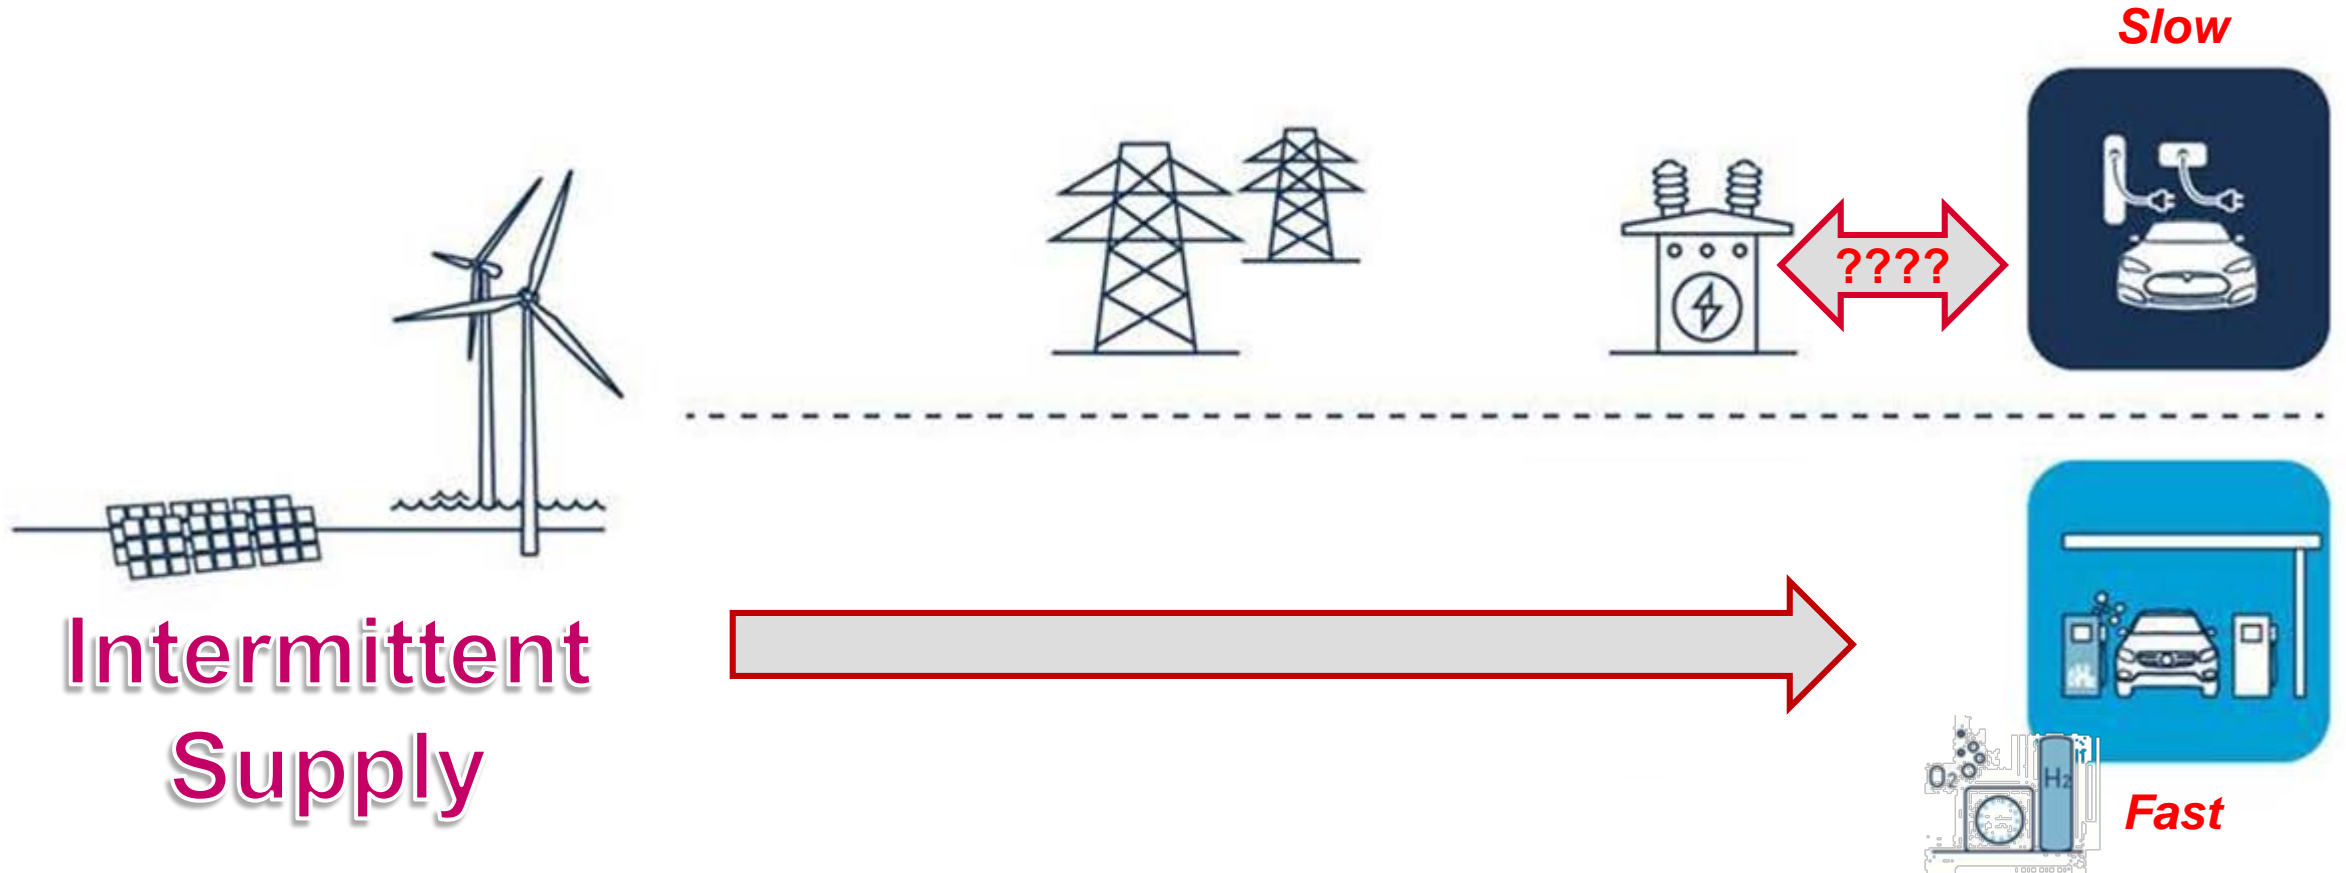 Slow
????
Intermittent
Supply
O2
H2
Fast